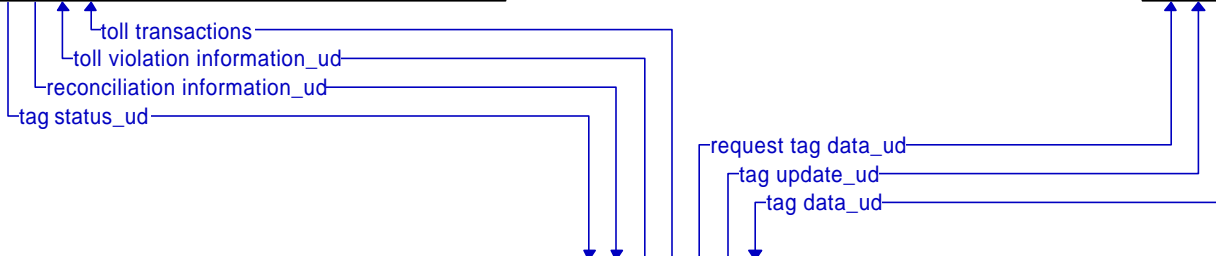 toll transactions
toll violation information_ud
reconciliation information_ud
tag status_ud
request tag data_ud
tag update_ud
tag data_ud